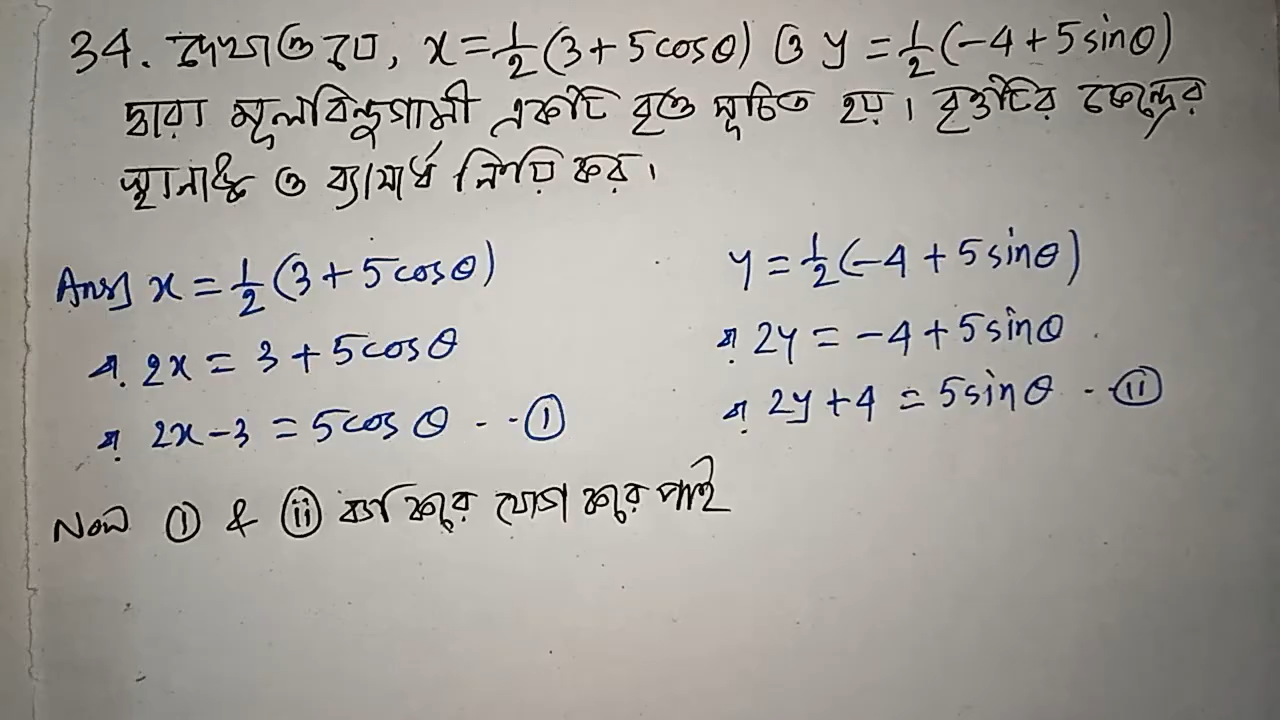 34. দেখাও যে, x = 1/2 (3 + 5cosθ) ও y = 1/2 (-4 + 5sinθ)
দ্বারা মূলবিন্দুগামী একটি বৃত্ত সূচিত হয়। বৃত্তটির কেন্দ্রের
স্থানাঙ্ক ও ব্যাসার্ধ নির্ণয় কর।
Ans] x = 1/2 (3 + 5cosθ)
বা, 2x = 3 + 5cosθ
বা, 2x - 3 = 5cosθ --- ①
y = 1/2 (-4 + 5sinθ)
বা, 2y = -4 + 5sinθ
বা, 2y + 4 = 5sinθ -- ⅱ
Now ① & ⅱ বর্গ করে যোগ করে পাই